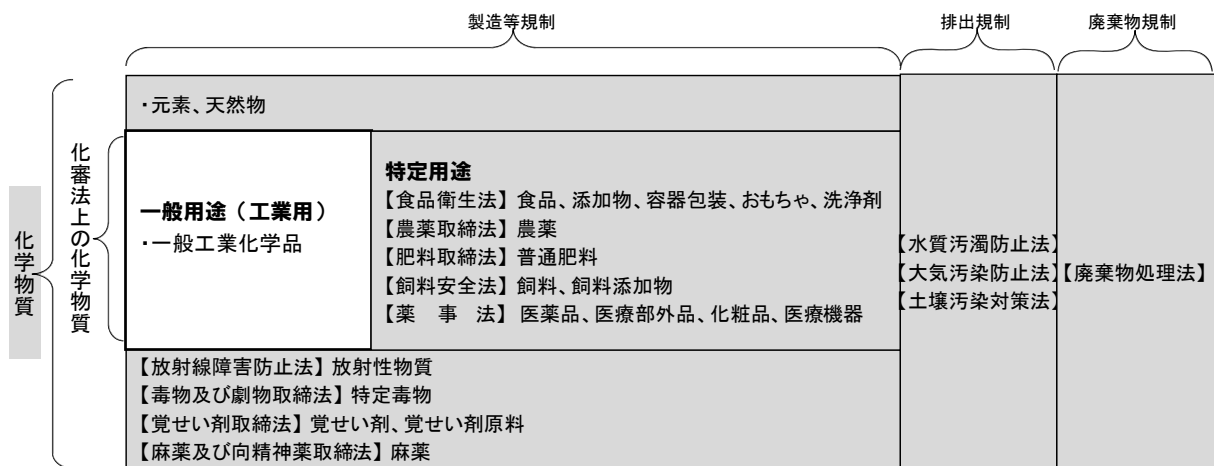 製造等規制
排出規制
廃棄物規制
化学物質
化審法上の化学物質
・元素、天然物
一般用途（工業用）
・一般工業化学品
特定用途
【食品衛生法】食品、添加物、容器包装、おもちゃ、洗浄剤
【農薬取締法】農薬
【肥料取締法】普通肥料
【飼料安全法】飼料、飼料添加物
【薬　事　法】 医薬品、医療部外品、化粧品、医療機器
【放射線障害防止法】放射性物質
【毒物及び劇物取締法】特定毒物
【覚せい剤取締法】覚せい剤、覚せい剤原料
【麻薬及び向精神薬取締法】麻薬
【水質汚濁防止法】
【大気汚染防止法】
【土壌汚染対策法】
【廃棄物処理法】